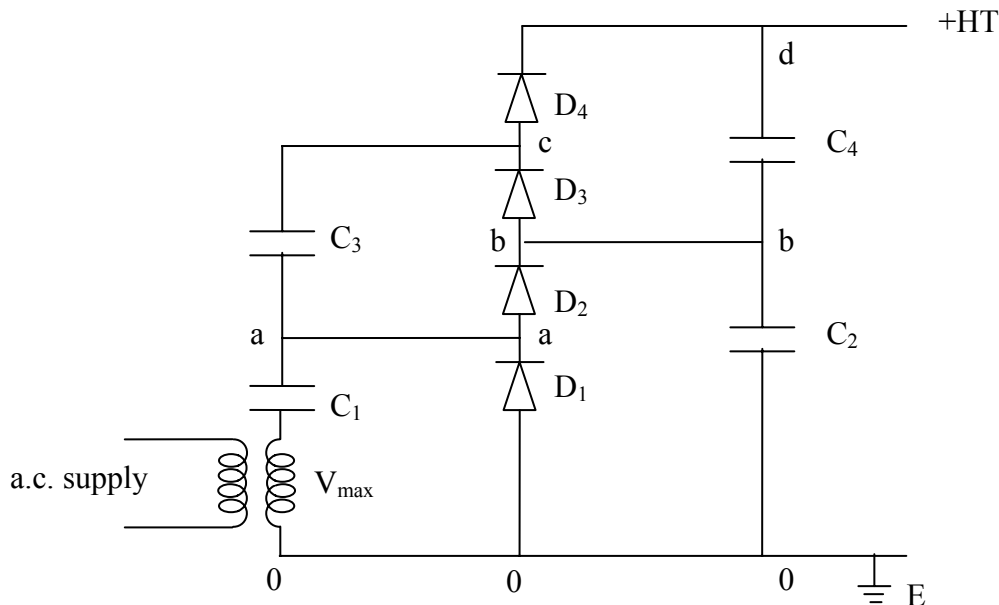 +HT
d
D₄
C₄
c
D₃
b
b
C₃
D₂
a
a
C₂
D₁
C₁
a.c. supply
Vmax
0
0
0
E